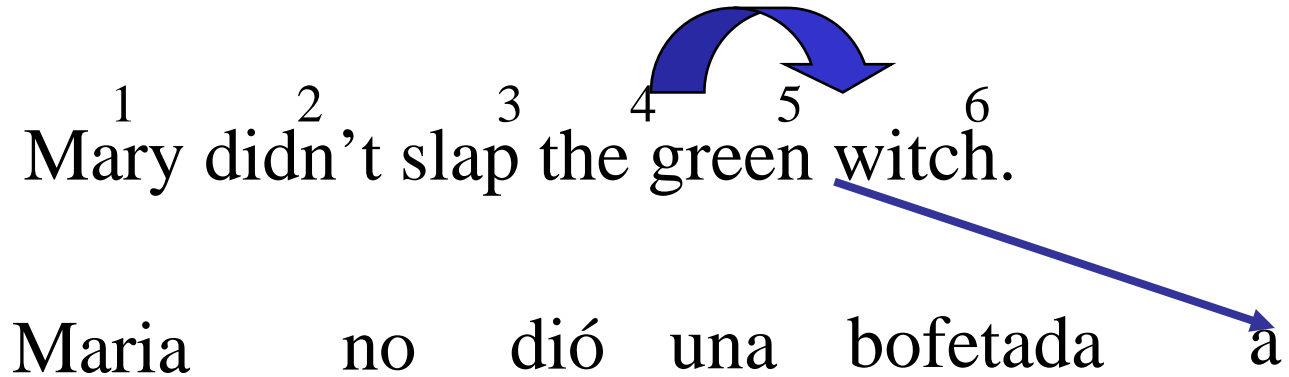 1 2 3 4 5 6
Mary didn’t slap the green witch.
Maria no dió una bofetada a